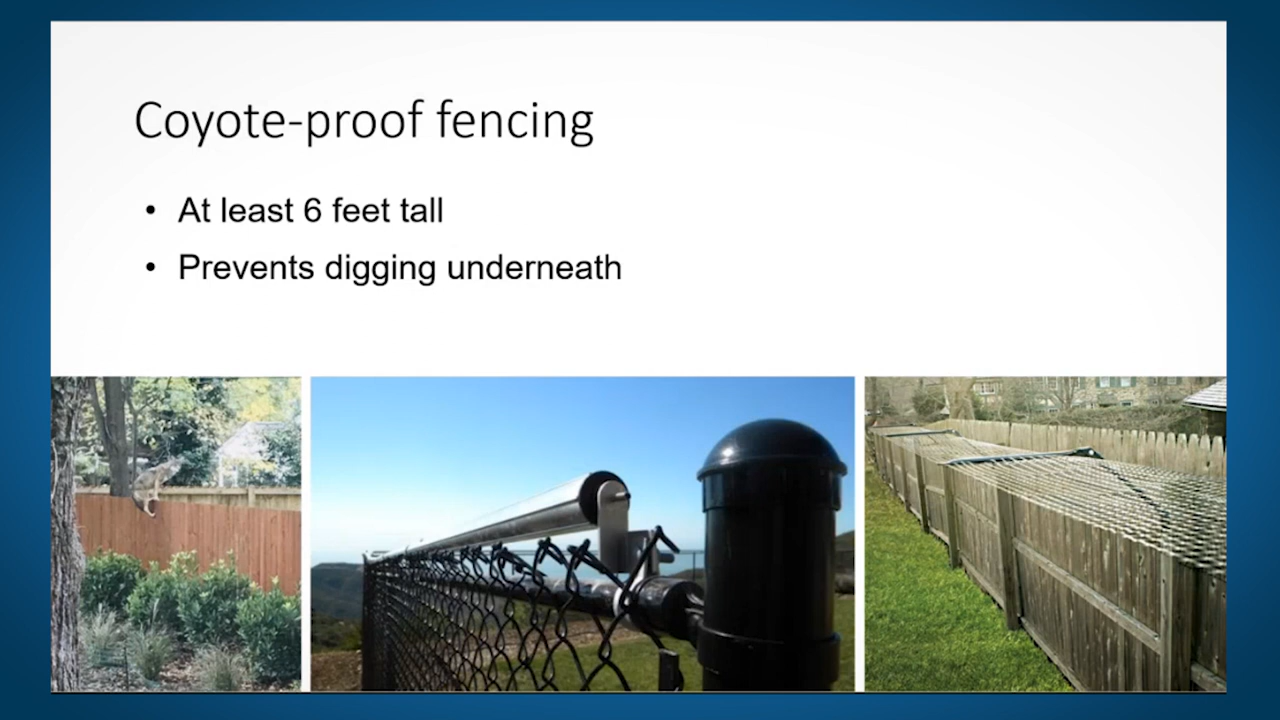 Coyote-proof fencing
• At least 6 feet tall
• Prevents digging underneath